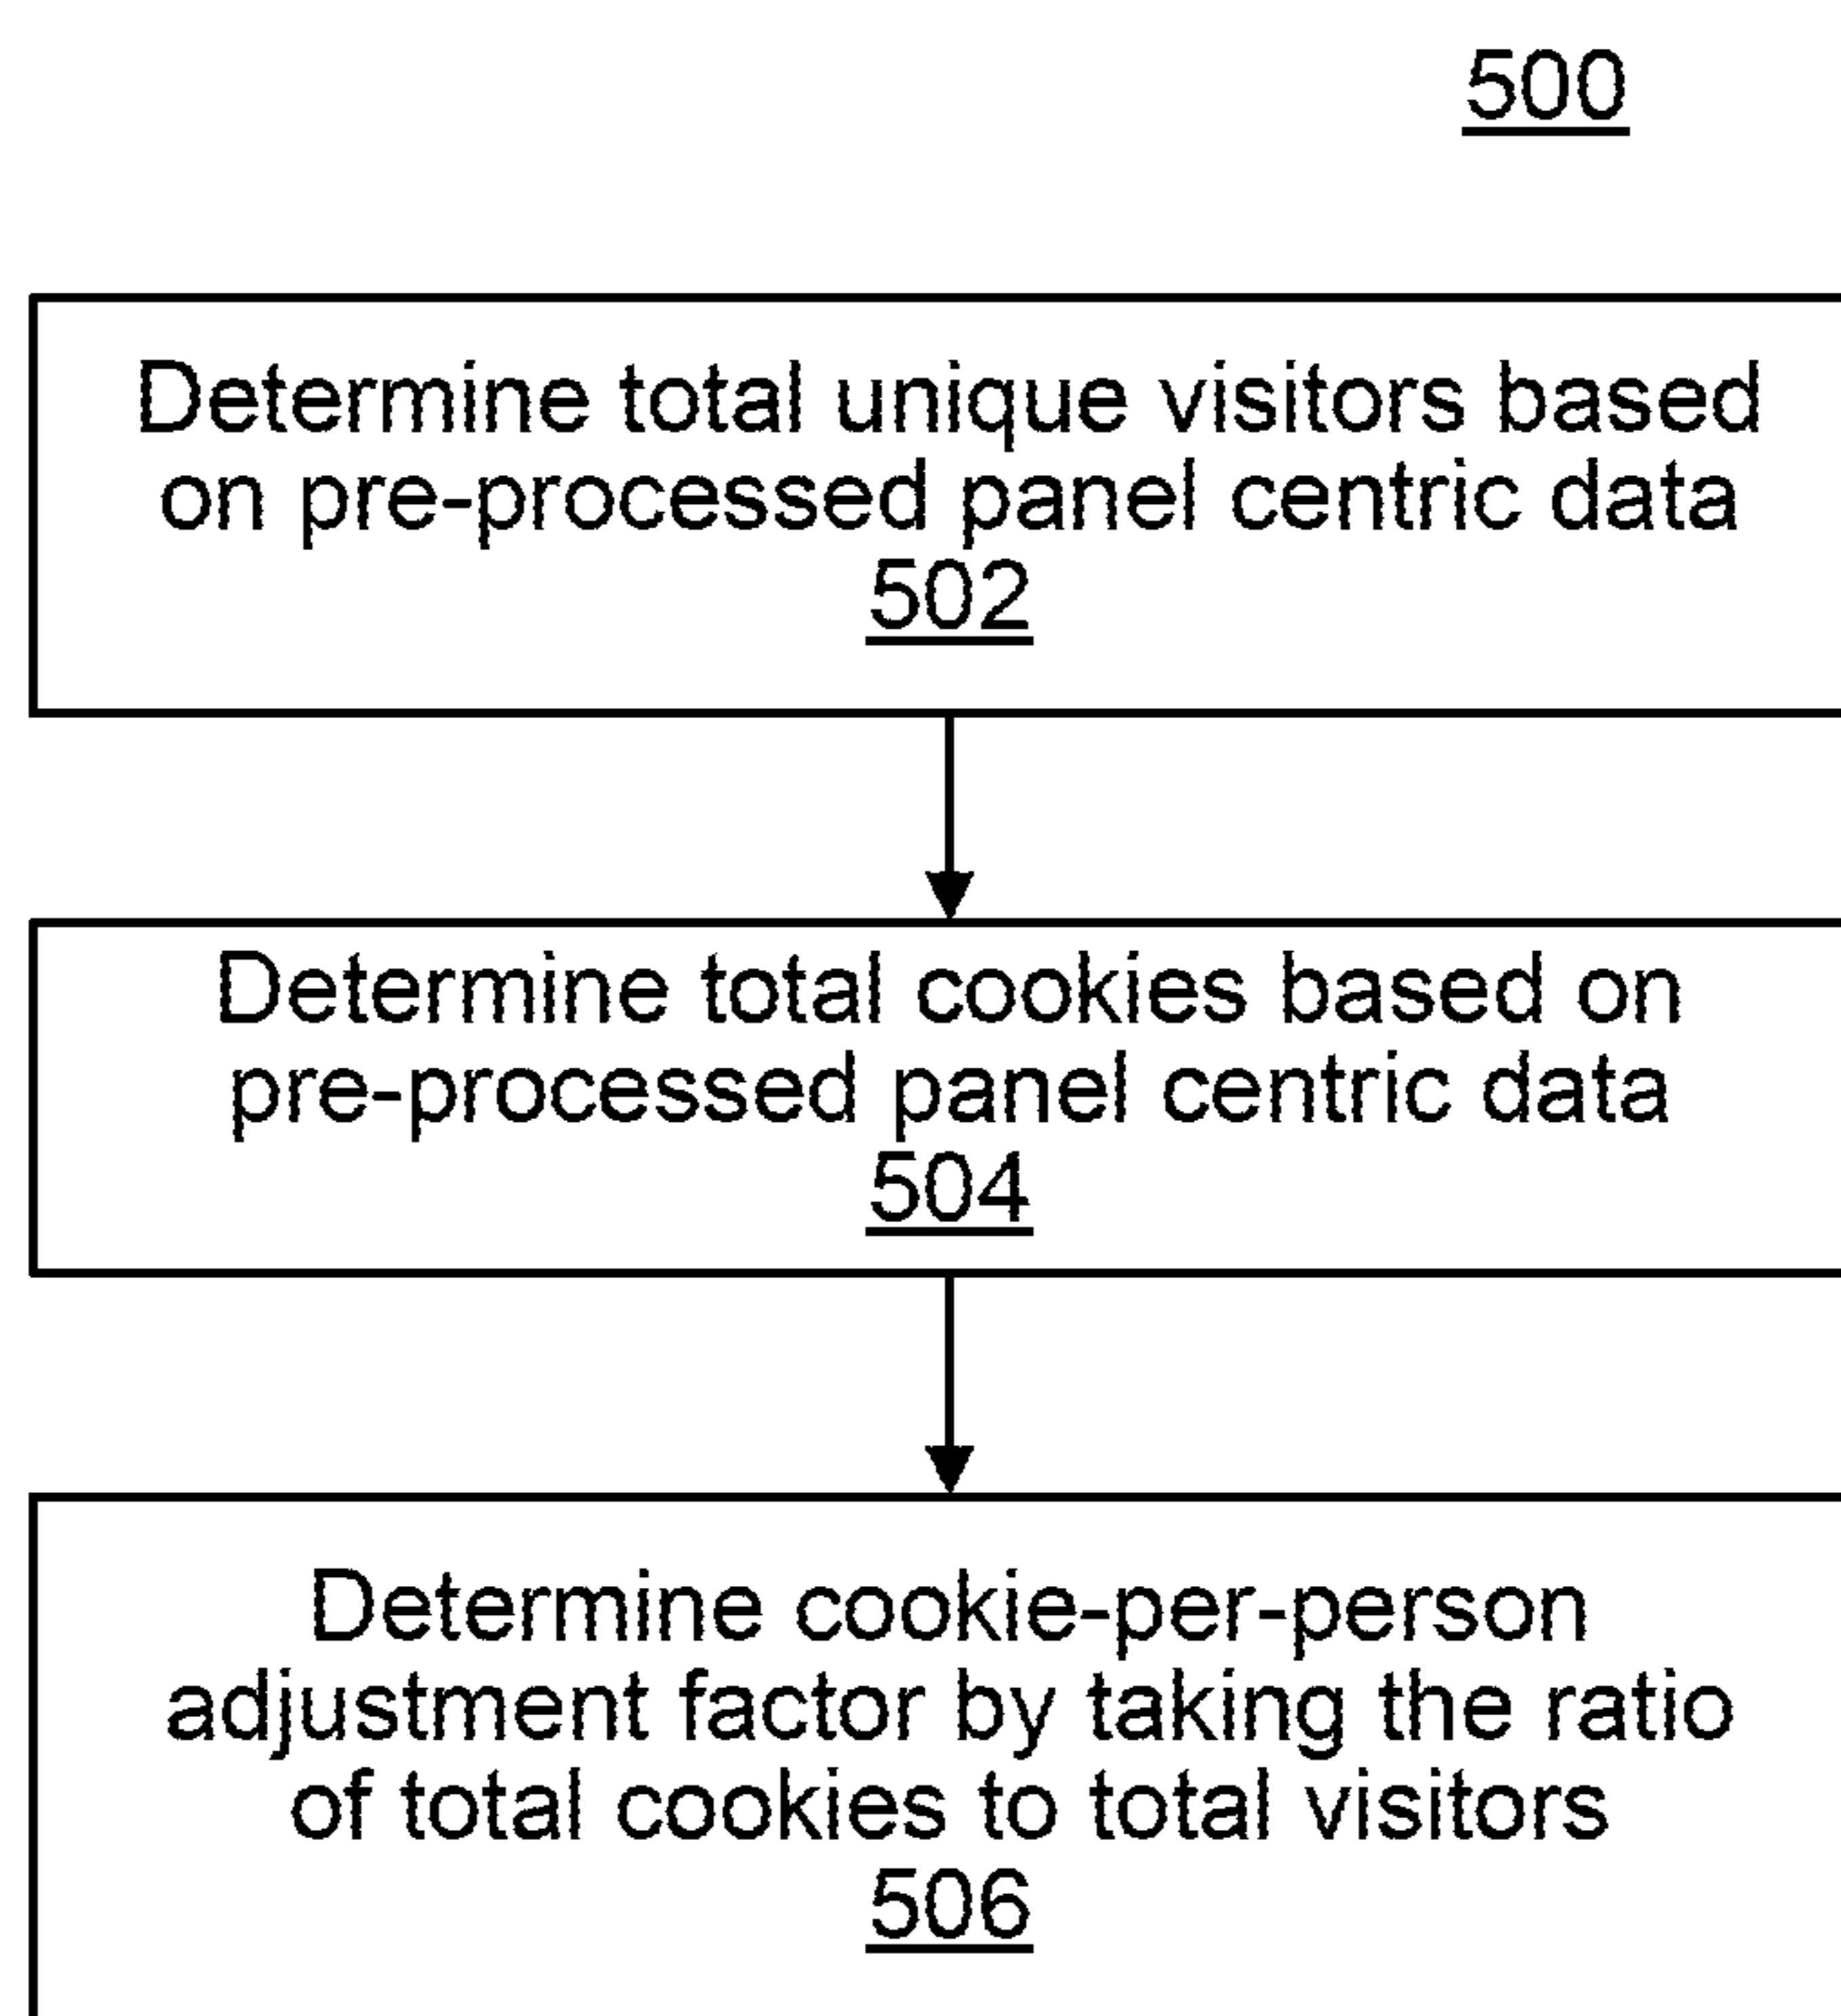 500
Determine total unique visitors based
on pre-processed panel centric data
502
Determine total cookies based on
pre-processed panel centric data
504
Determine cookie-per-person
adjustment factor by taking the ratio
of total cookies to total visitors
506